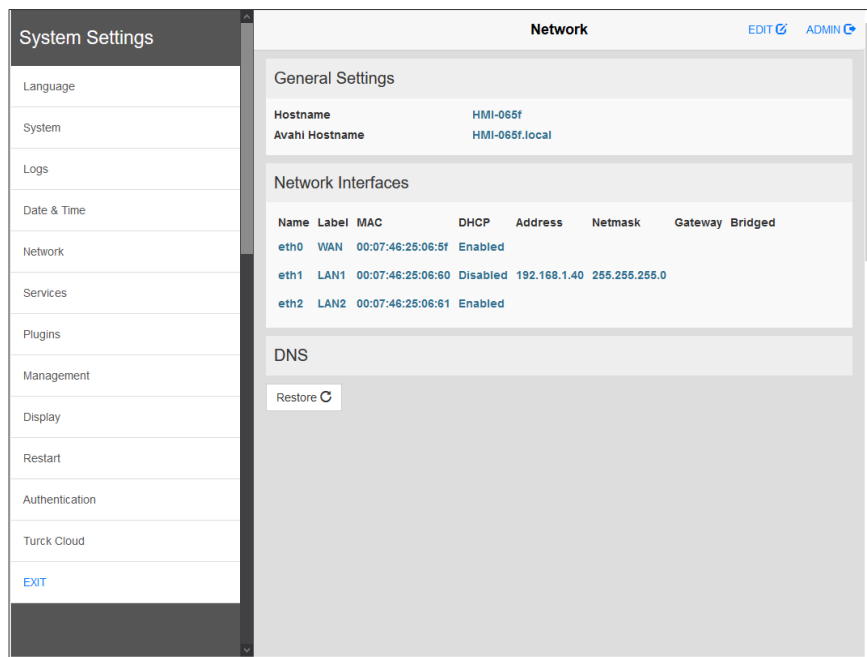 System Settings
Language
System
Logs
Date & Time
Network
Services
Plugins
Management
Display
Restart
Authentication
Turck Cloud
EXIT
Network EDIT ADMIN
General Settings
Hostname HMI-065f
Avahi Hostname HMI-065f.local
Network Interfaces
Name Label MAC DHCP Address Netmask Gateway Bridged
eth0 WAN 00:07:46:25:06:5f Enabled
eth1 LAN1 00:07:46:25:06:60 Disabled 192.168.1.40 255.255.255.0
eth2 LAN2 00:07:46:25:06:61 Enabled
DNS
Restore